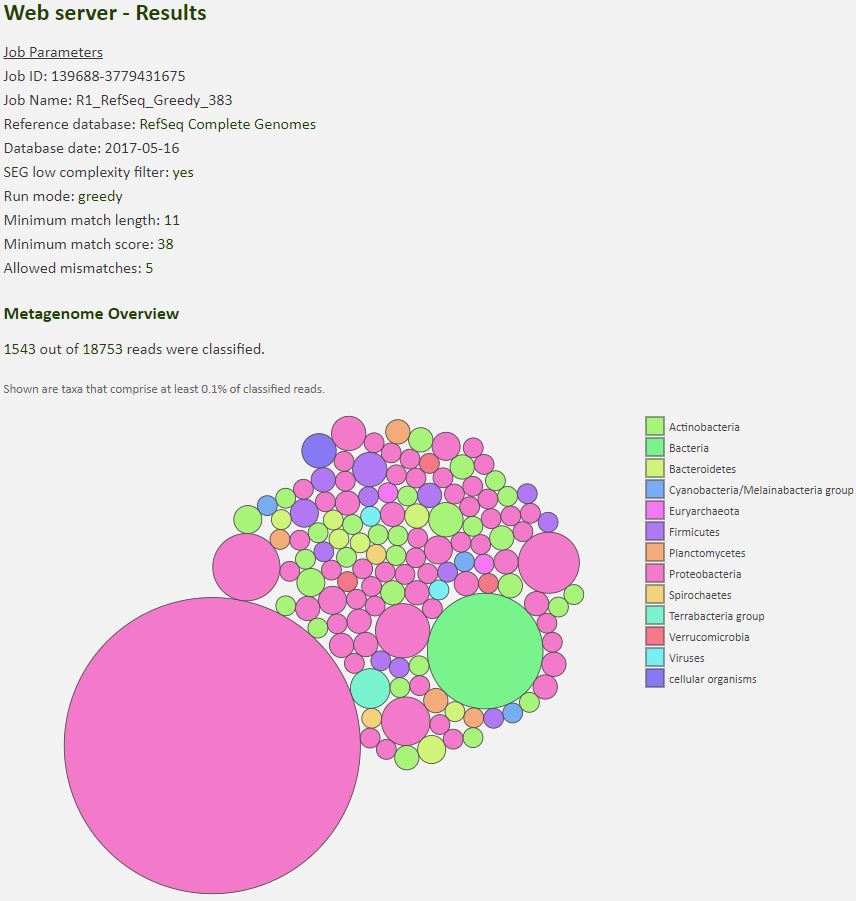 Web server - Results
Job Parameters
Job ID: 139688-3779431675
Job Name: R1_RefSeq_Greedy_383
Reference database: RefSeq Complete Genomes
Database date: 2017-05-16
SEG low complexity filter: yes
Run mode: greedy
Minimum match length: 11
Minimum match score: 38
Allowed mismatches: 5
Metagenome Overview
1543 out of 18753 reads were classified.
Shown are taxa that comprise at least 0.1% of classified reads.
Actinobacteria
Bacteria
Bacteroidetes
Cyanobacteria/Melainabacteria group
Euryarchaeota
Firmicutes
Planctomycetes
Proteobacteria
Spirochaetes
Terrabacteria group
Verrucomicrobia
Viruses
cellular organisms